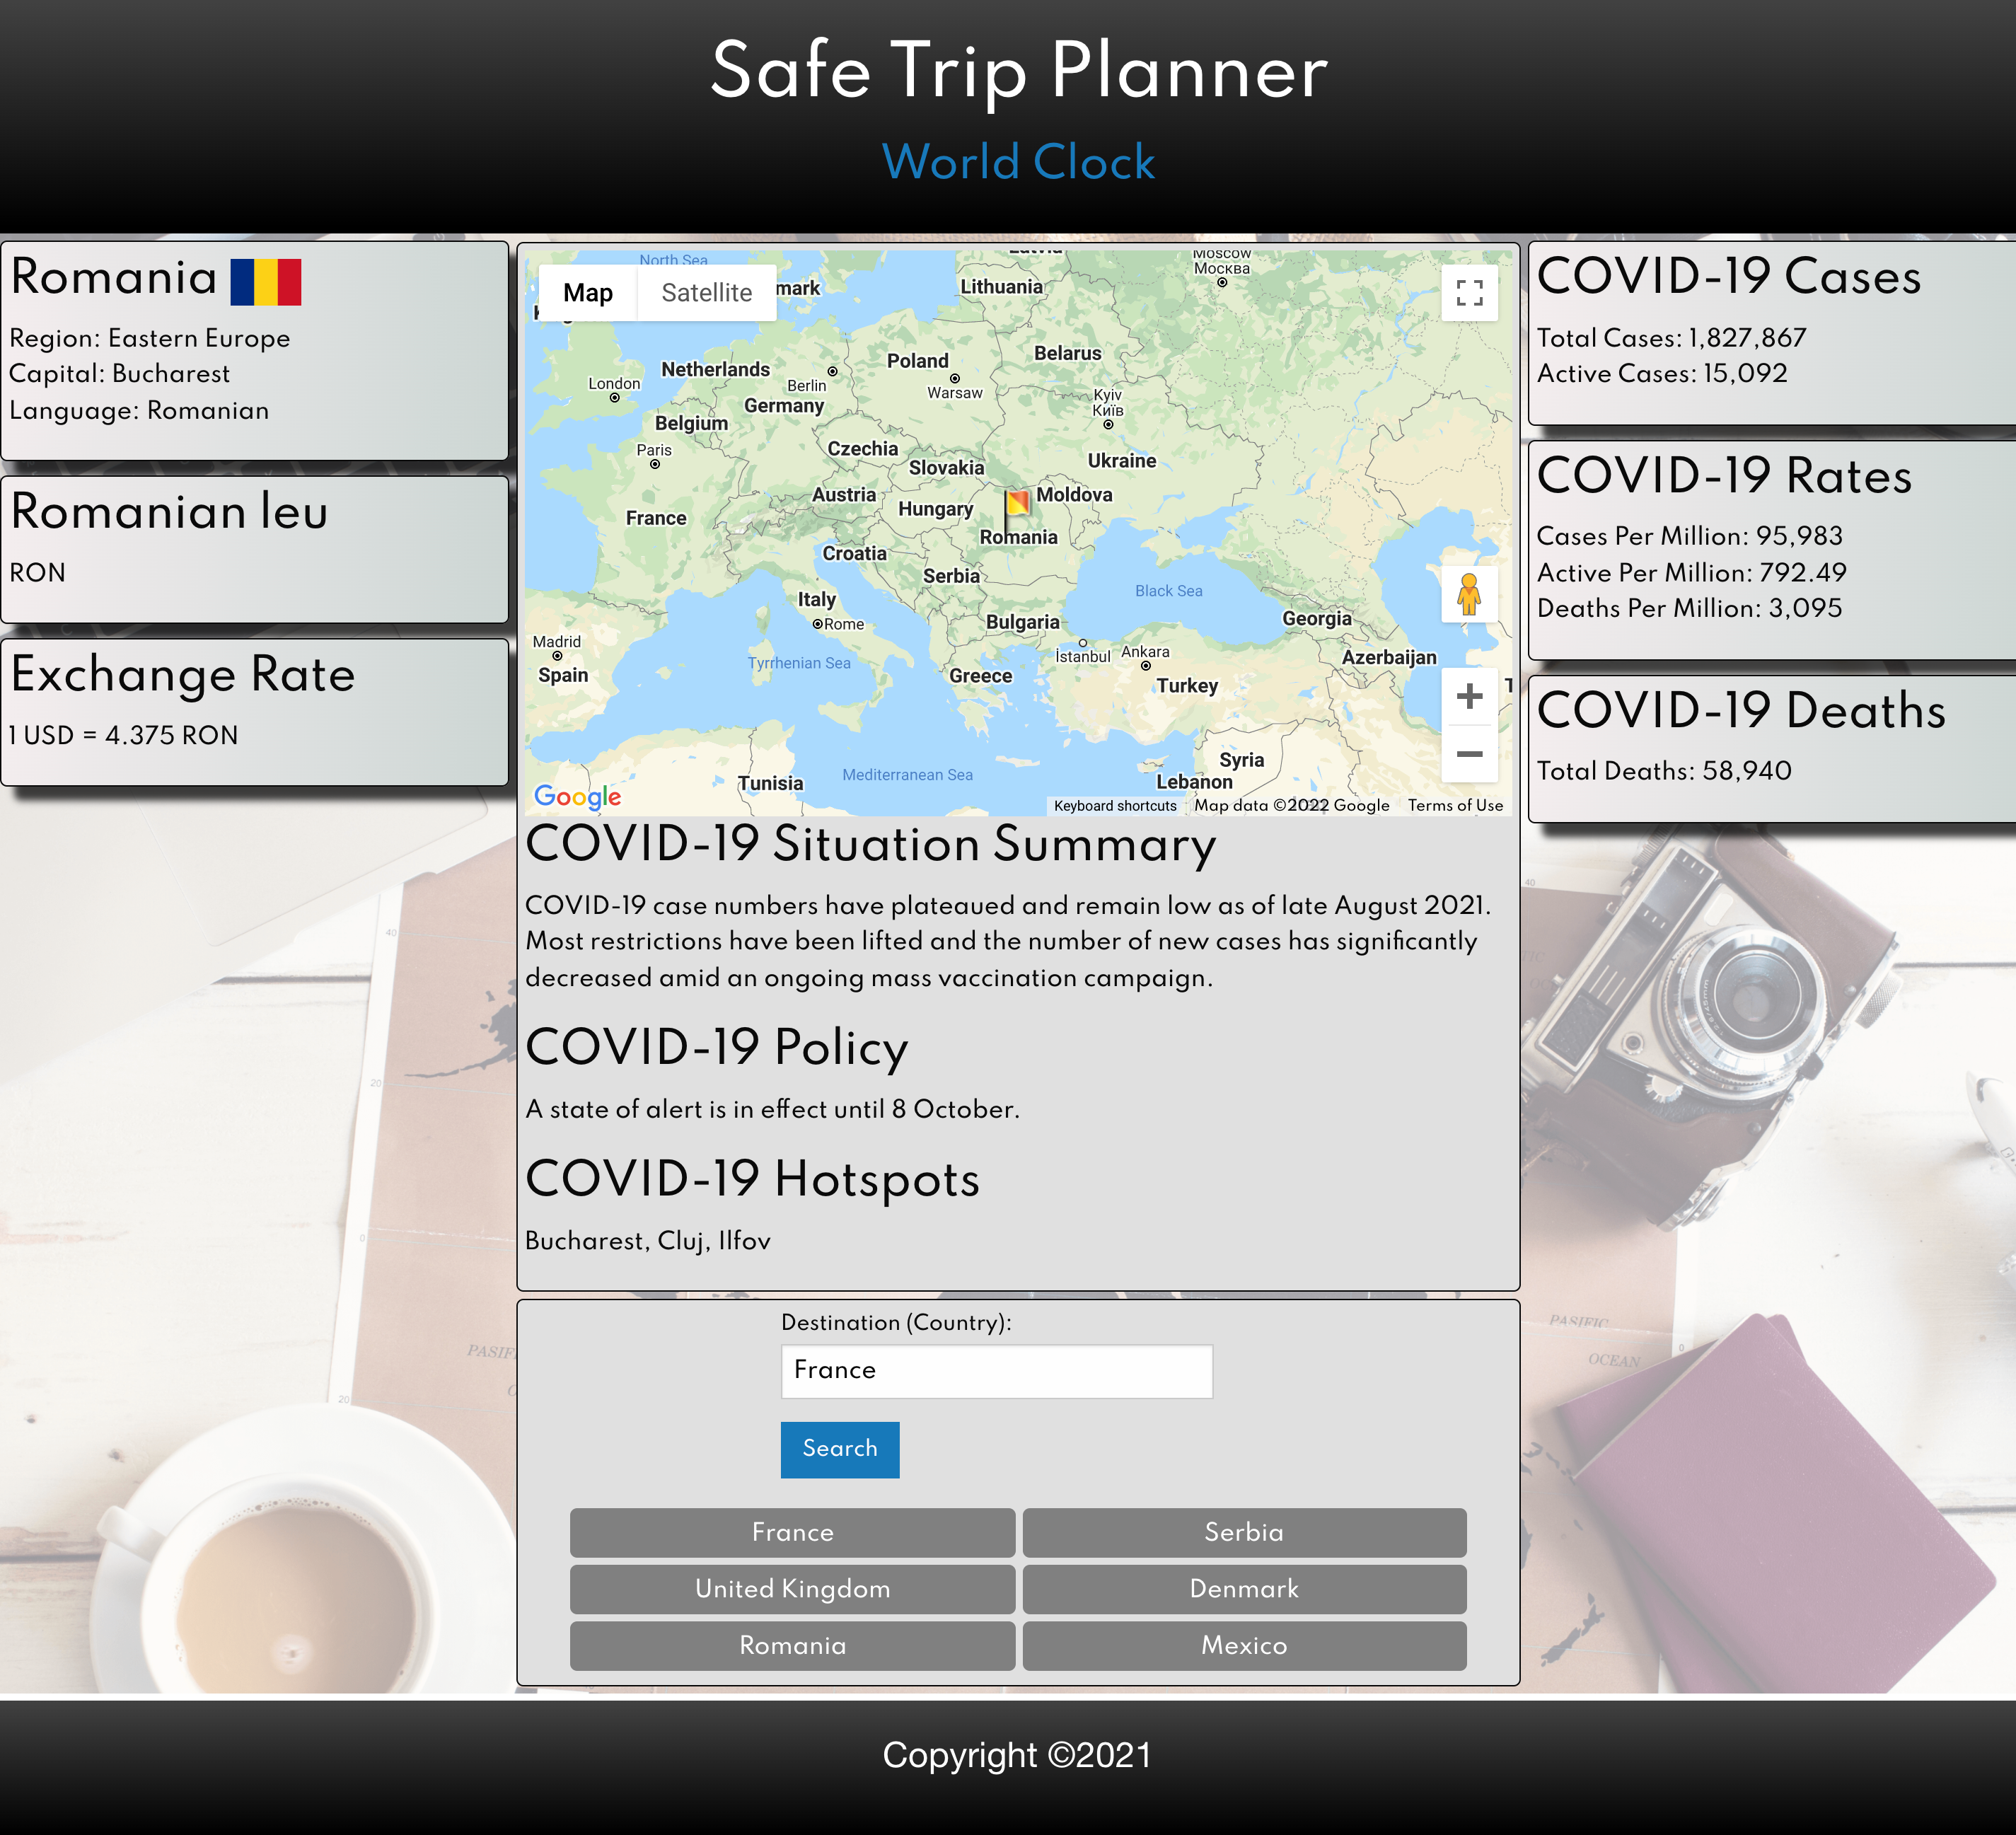 Safe Trip Planner
World Clock
Romania
Region: Eastern Europe
Capital: Bucharest
Language: Romanian
Romanian leu
RON
Exchange Rate
1 USD = 4.375 RON
North Sea
Map
Satellite
mark
Lithuania
Moscow
Москва
Netherlands
Berlin
Poland
Warsaw
Belarus
London
Germany
Kyiv
Київ
Belgium
Paris
Czechia
Slovakia
Ukraine
Austria
Hungary
Moldova
France
Romania
Croatia
Serbia
Black Sea
Italy
Rome
Bulgaria
Georgia
Madrid
Spain
Tyrrhenian Sea
İstanbul
Ankara
Azerbaijan
Greece
Turkey
Syria
Tunisia
Mediterranean Sea
Lebanon
Google
Keyboard shortcuts
Map data ©2022 Google
Terms of Use
COVID-19 Situation Summary
COVID-19 case numbers have plateaued and remain low as of late August 2021.
Most restrictions have been lifted and the number of new cases has significantly
decreased amid an ongoing mass vaccination campaign.
COVID-19 Policy
A state of alert is in effect until 8 October.
COVID-19 Hotspots
Bucharest, Cluj, Ilfov
Destination (Country):
France
Search
France
Serbia
United Kingdom
Denmark
Romania
Mexico
COVID-19 Cases
Total Cases: 1,827,867
Active Cases: 15,092
COVID-19 Rates
Cases Per Million: 95,983
Active Per Million: 792.49
Deaths Per Million: 3,095
COVID-19 Deaths
Total Deaths: 58,940
40
20
0
20
40
PASIFIC
OCEAN
0
Copyright ©2021